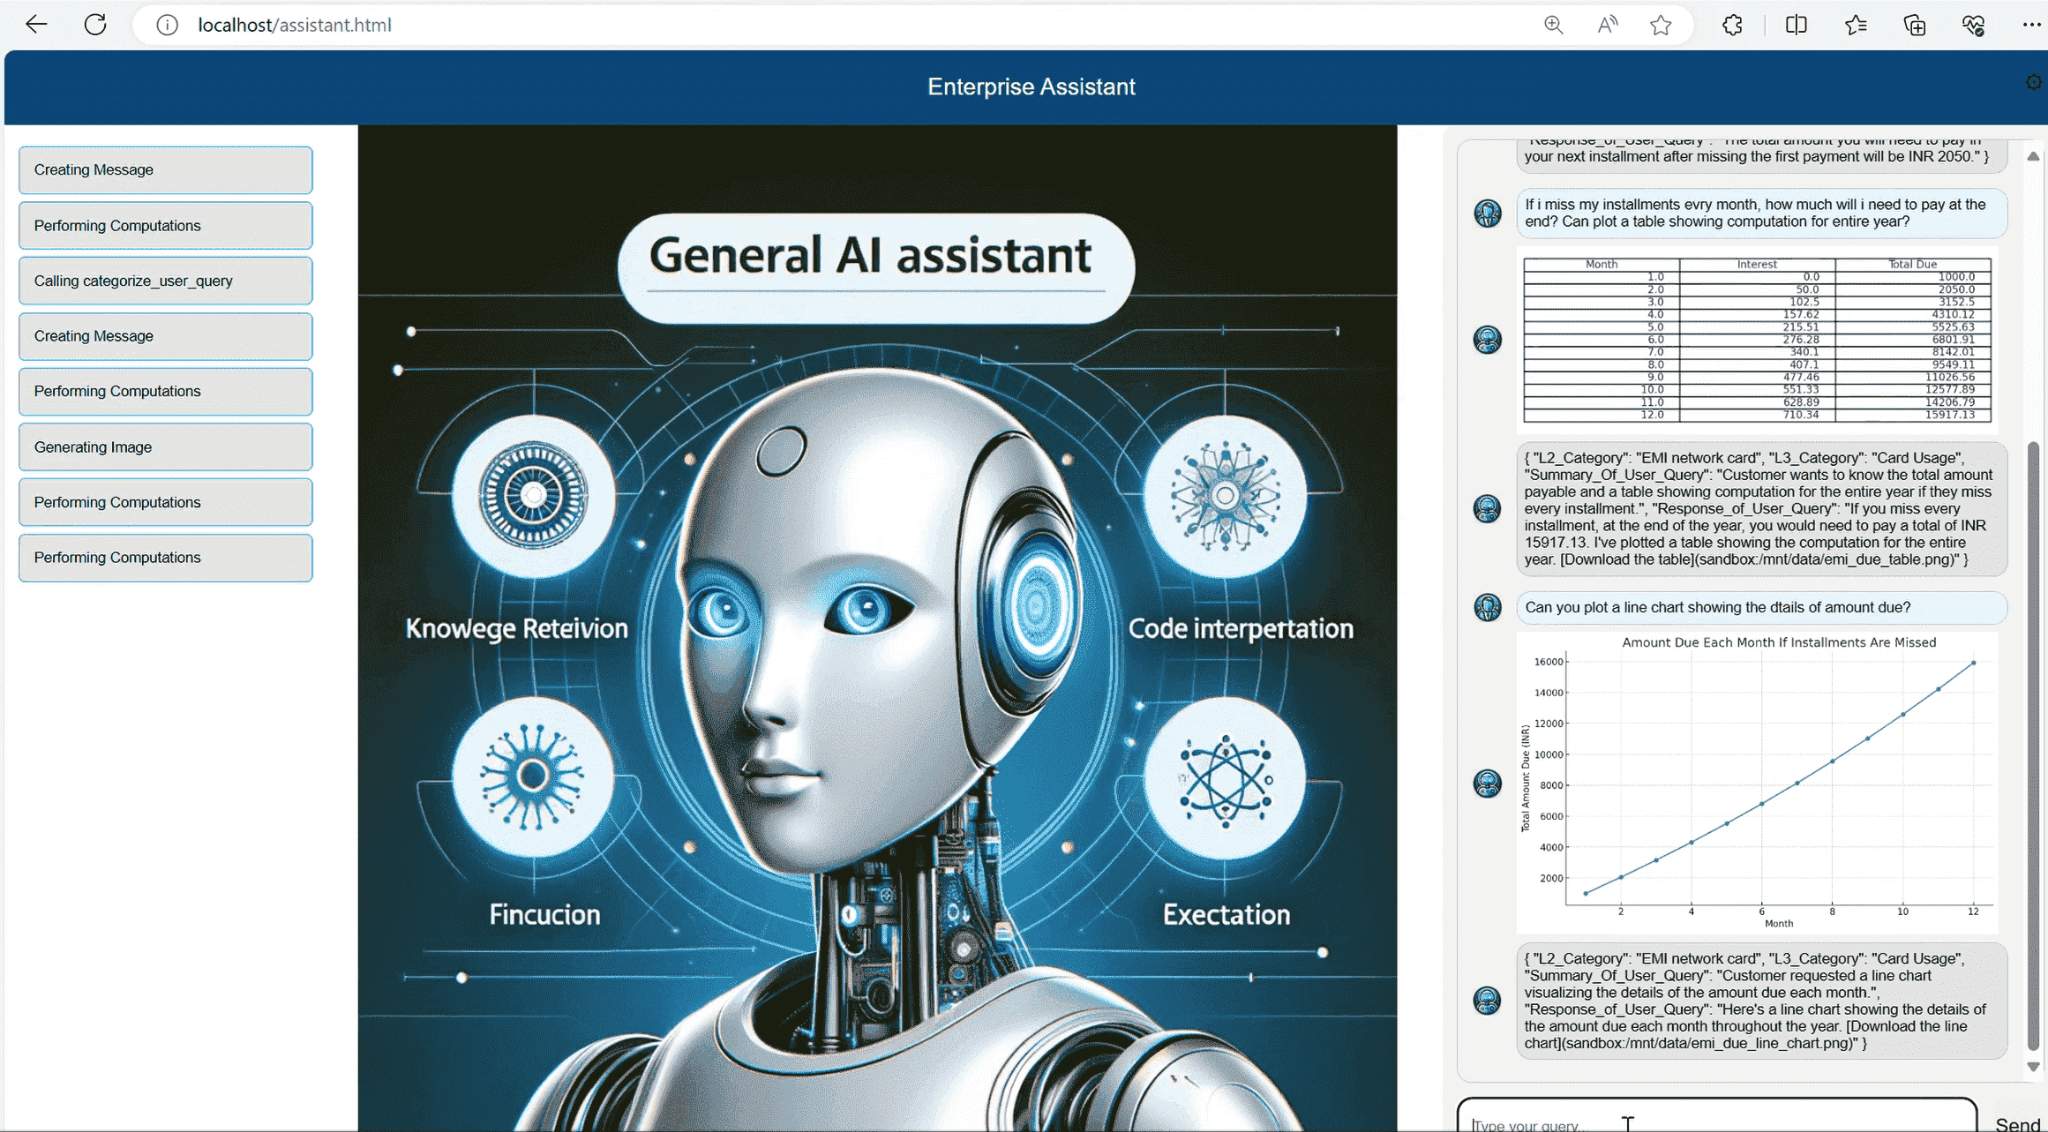 localhost/assistant.html
Enterprise Assistant
Creating Message
Performing Computations
Calling categorize_user_query
Creating Message
Performing Computations
Generating Image
Performing Computations
Performing Computations
General AI assistant
Knowlege Reteivion
Code interpertation
Fincucion
Exectation
"Response_of_User_Query": "The total amount you will need to pay in
your next installment after missing the first payment will be INR 2050." }
If i miss my installments evry month, how much will i need to pay at the
end? Can plot a table showing computation for entire year?
Month Interest Total Due
1.0 0.0 1000.0
2.0 50.0 2050.0
3.0 102.5 3152.5
4.0 157.62 4310.12
5.0 215.51 5525.63
6.0 276.28 6801.91
7.0 340.1 8142.01
8.0 407.1 9549.11
9.0 477.46 11026.56
10.0 551.33 12577.89
11.0 628.89 14206.79
12.0 710.34 15917.13
{ "L2_Category": "EMI network card", "L3_Category": "Card Usage",
"Summary_Of_User_Query": "Customer wants to know the total amount
payable and a table showing computation for the entire year if they miss
every installment.", "Response_of_User_Query": "If you miss every
installment, at the end of the year, you would need to pay a total of INR
15917.13. I've plotted a table showing the computation for the entire
year. [Download the table](sandbox:/mnt/data/emi_due_table.png)" }
Can you plot a line chart showing the dtails of amount due?
Amount Due Each Month If Installments Are Missed
Total Amount Due (INR)
16000
14000
12000
10000
8000
6000
4000
2000
2 4 6 8 10 12
Month
{ "L2_Category": "EMI network card", "L3_Category": "Card Usage",
"Summary_Of_User_Query": "Customer requested a line chart
visualizing the details of the amount due each month.",
"Response_of_User_Query": "Here's a line chart showing the details of
the amount due each month throughout the year. [Download the line
chart](sandbox:/mnt/data/emi_due_line_chart.png)" }
Type your query...
Send